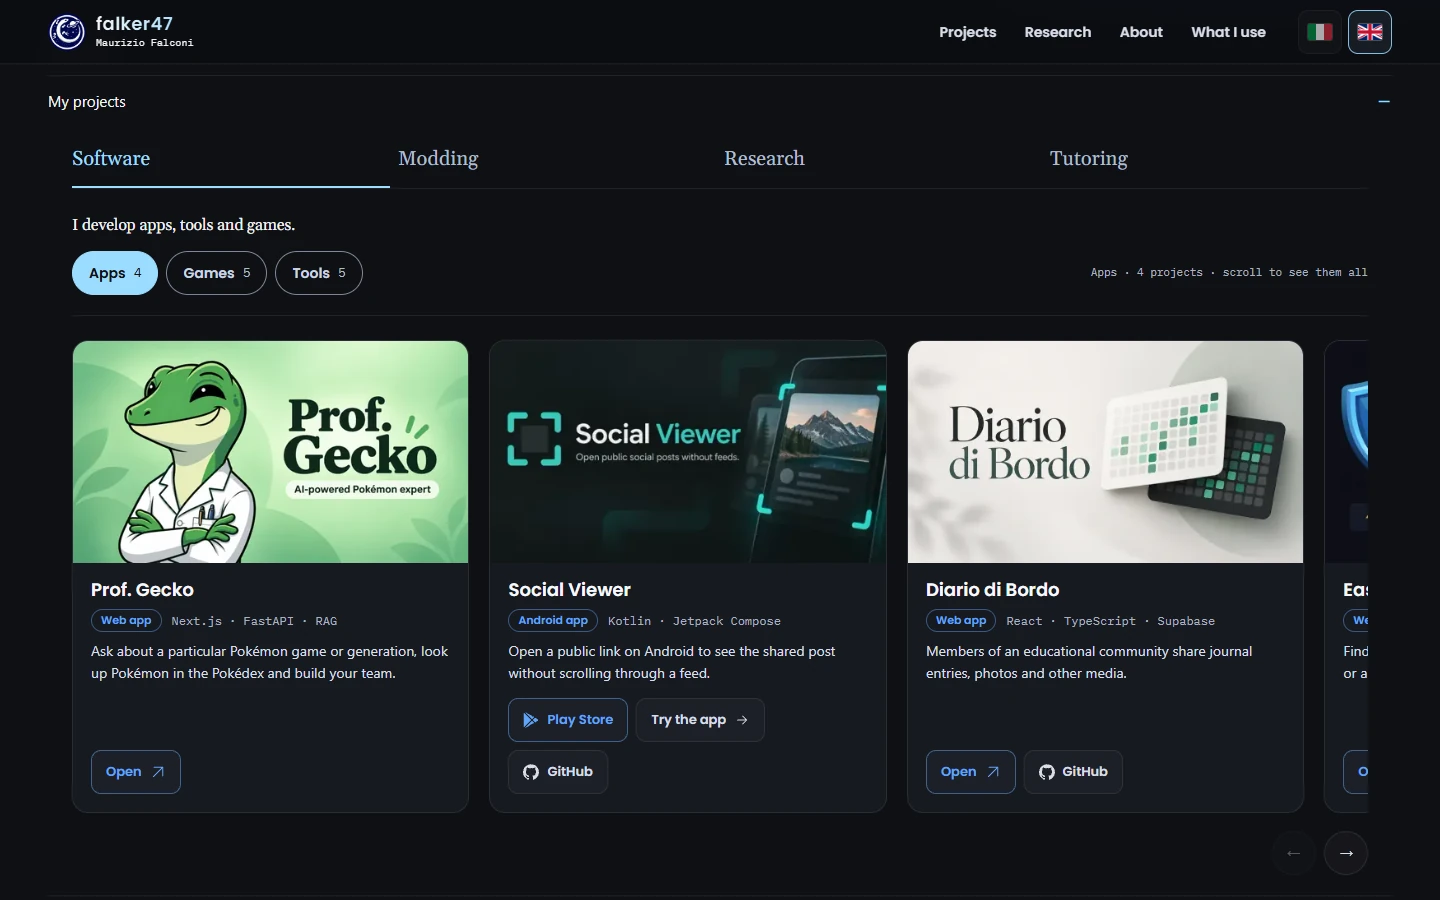 falker47
Maurizio Falconi
Projects
Research
About
What I use
My projects
Software
Modding
Research
Tutoring
I develop apps, tools and games.
Apps 4
Games 5
Tools 5
Apps · 4 projects · scroll to see them all
Prof.
Gecko
AI-powered Pokémon expert
Prof. Gecko
Web app
Next.js · FastAPI · RAG
Ask about a particular Pokémon game or generation, look
up Pokémon in the Pokédex and build your team.
Open
Social Viewer
Open public social posts without feeds.
Social Viewer
Android app
Kotlin · Jetpack Compose
Open a public link on Android to see the shared post
without scrolling through a feed.
Play Store
Try the app →
GitHub
Diario
di Bordo
Diario di Bordo
Web app
React · TypeScript · Supabase
Members of an educational community share journal
entries, photos and other media.
Open
GitHub
Find
or a
← →